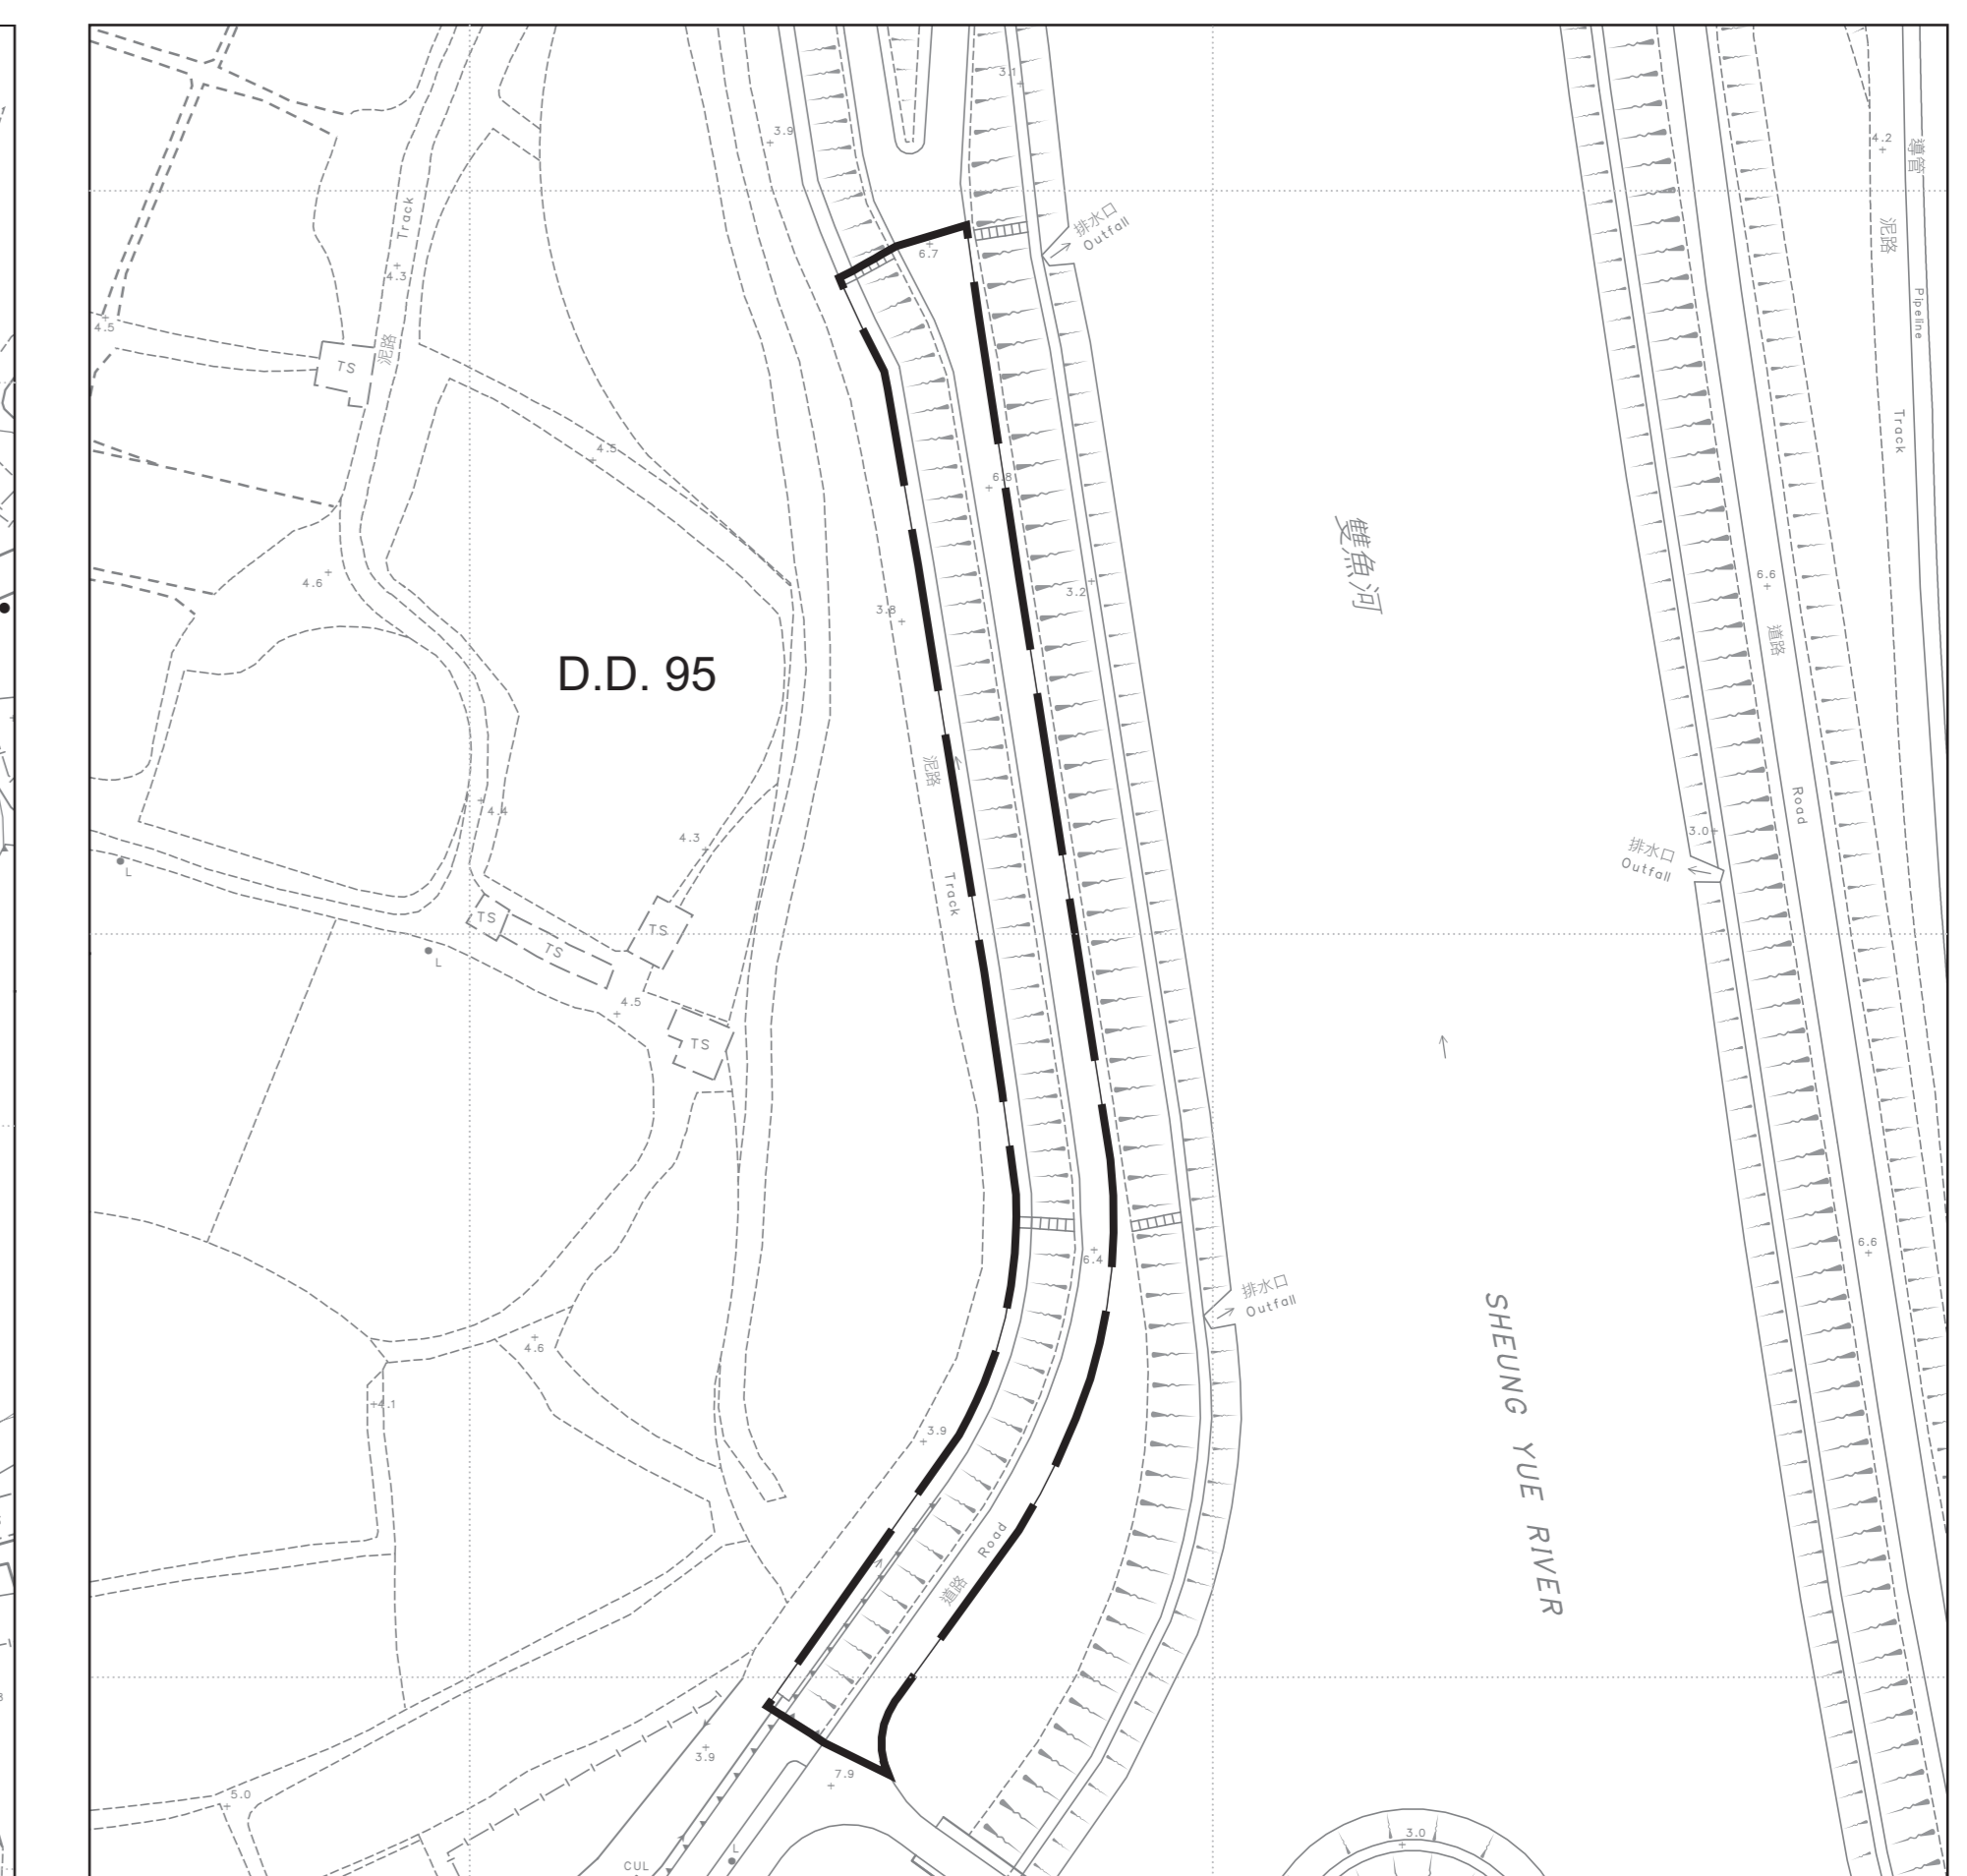 3.1
3.9
4.2
導管
Track
排水口
Outfall
泥路
6.7
4.3
4.5
Pipeline
泥路
TS
Track
4.5
6.8
雙魚河
4.6
6.6
3.2
3.8
道路
D.D. 95
泥路
Road
4.4
4.3
3.0
排水口
Outfall
L
Track
TS
TS
TS
L
4.5
TS
6.6
6.4
排水口
Outfall
SHEUNG YUE RIVER
4.6
4.1
3.9
Road
道路
3.9
7.9
5.0
3.0
L
CUL